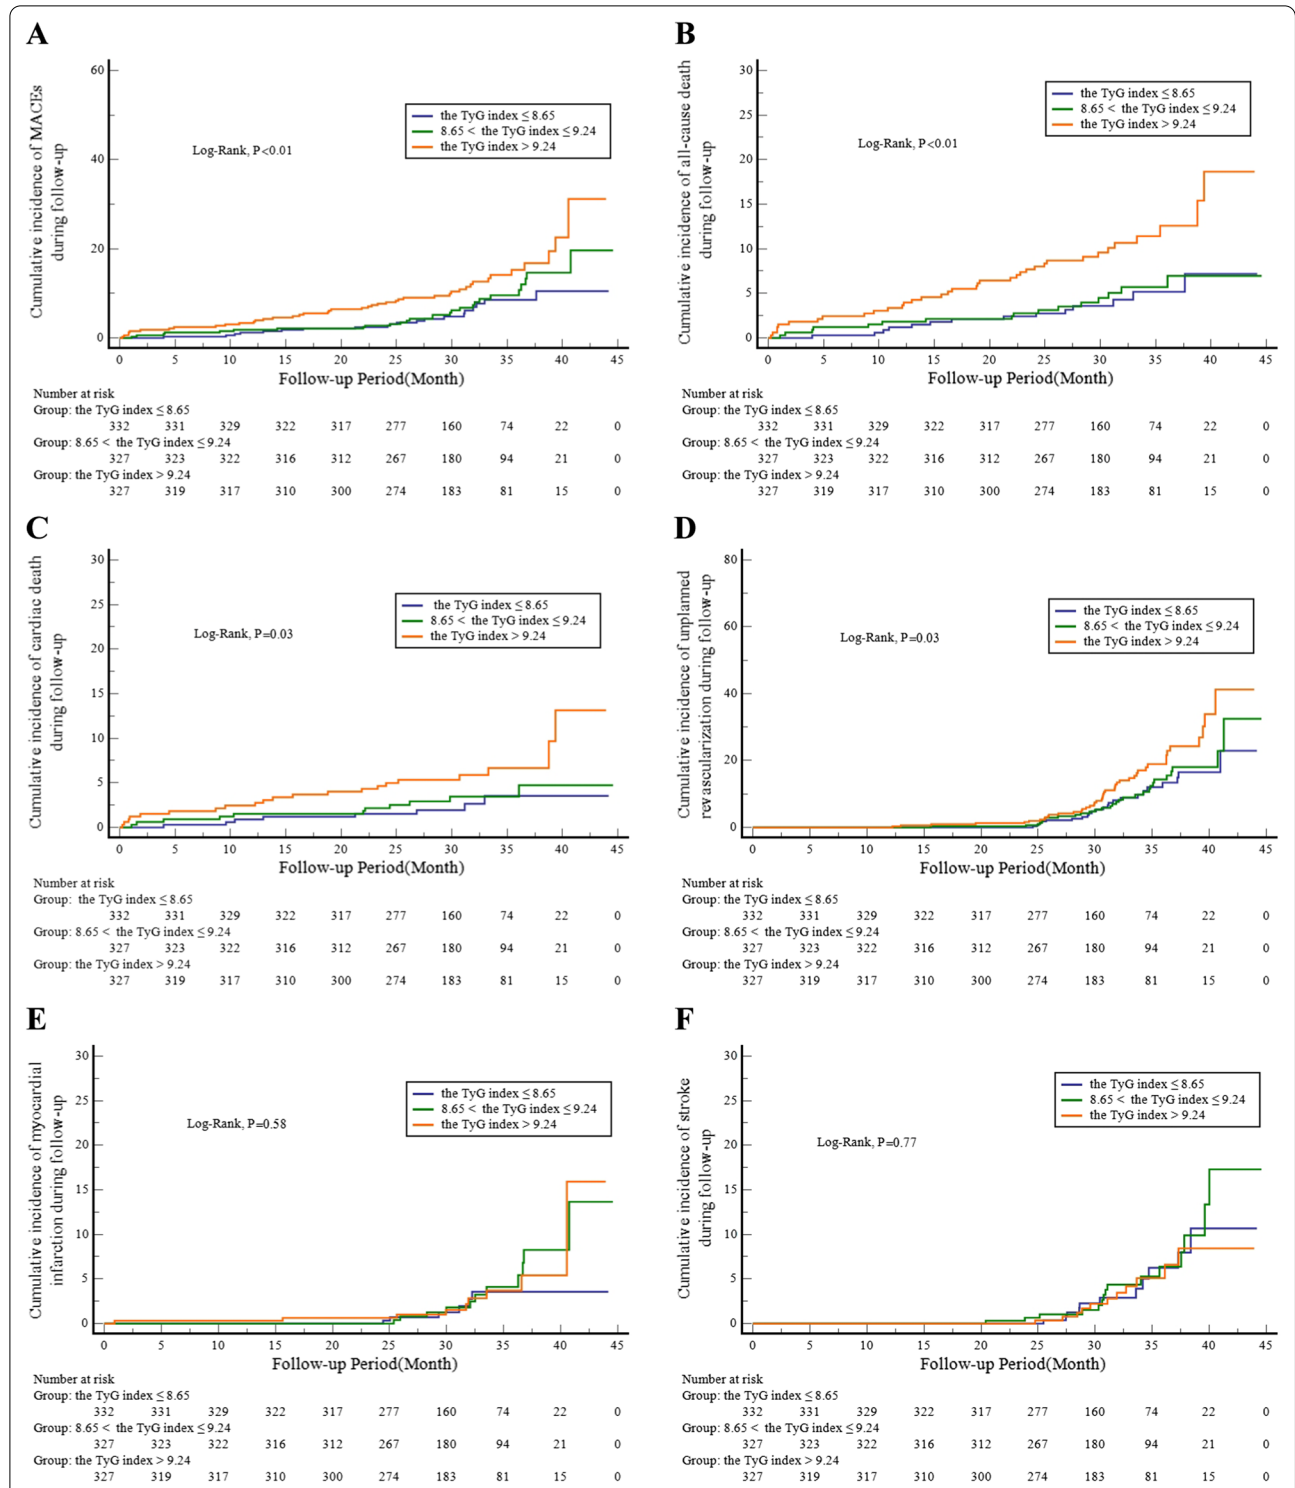 A
Cumulative incidence of MACEs
during follow-up
60
40
20
0
Log-Rank, P<0.01
the TyG index ≤ 8.65
8.65 < the TyG index ≤ 9.24
the TyG index > 9.24
0 5 10 15 20 25 30 35 40 45
Follow-up Period(Month)
Number at risk
Group: the TyG index ≤ 8.65
332 331 329 322 317 277 160 74 22 0
Group: 8.65 < the TyG index ≤ 9.24
327 323 322 316 312 267 180 94 21 0
Group: the TyG index > 9.24
327 319 317 310 300 274 183 81 15 0
B
Cumulative incidence of all-cause death
during follow-up
30
25
20
15
10
5
0
Log-Rank, P<0.01
the TyG index ≤ 8.65
8.65 < the TyG index ≤ 9.24
the TyG index > 9.24
0 5 10 15 20 25 30 35 40 45
Follow-up Period(Month)
Number at risk
Group: the TyG index ≤ 8.65
332 331 329 322 317 277 160 74 22 0
Group: 8.65 < the TyG index ≤ 9.24
327 323 322 316 312 267 180 94 21 0
Group: the TyG index > 9.24
327 319 317 310 300 274 183 81 15 0
C
Cumulative incidence of cardiac death
during follow-up
30
25
20
15
10
5
0
Log-Rank, P=0.03
the TyG index ≤ 8.65
8.65 < the TyG index ≤ 9.24
the TyG index > 9.24
0 5 10 15 20 25 30 35 40 45
Follow-up Period(Month)
Number at risk
Group: the TyG index ≤ 8.65
332 331 329 322 317 277 160 74 22 0
Group: 8.65 < the TyG index ≤ 9.24
327 323 322 316 312 267 180 94 21 0
Group: the TyG index > 9.24
327 319 317 310 300 274 183 81 15 0
D
Cumulative incidence of unplanned
revascularization during follow-up
80
60
40
20
0
Log-Rank, P=0.03
the TyG index ≤ 8.65
8.65 < the TyG index ≤ 9.24
the TyG index > 9.24
0 5 10 15 20 25 30 35 40 45
Follow-up Period(Month)
Number at risk
Group: the TyG index ≤ 8.65
332 331 329 322 317 277 160 74 22 0
Group: 8.65 < the TyG index ≤ 9.24
327 323 322 316 312 267 180 94 21 0
Group: the TyG index > 9.24
327 319 317 310 300 274 183 81 15 0
E
Cumulative incidence of myocardial
infarction during follow-up
30
25
20
15
10
5
0
Log-Rank, P=0.58
the TyG index ≤ 8.65
8.65 < the TyG index ≤ 9.24
the TyG index > 9.24
0 5 10 15 20 25 30 35 40 45
Follow-up Period(Month)
Number at risk
Group: the TyG index ≤ 8.65
332 331 329 322 317 277 160 74 22 0
Group: 8.65 < the TyG index ≤ 9.24
327 323 322 316 312 267 180 94 21 0
Group: the TyG index > 9.24
327 319 317 310 300 274 183 81 15 0
F
Cumulative incidence of stroke
during follow-up
30
25
20
15
10
5
0
Log-Rank, P=0.77
the TyG index ≤ 8.65
8.65 < the TyG index ≤ 9.24
the TyG index > 9.24
0 5 10 15 20 25 30 35 40 45
Follow-up Period(Month)
Number at risk
Group: the TyG index ≤ 8.65
332 331 329 322 317 277 160 74 22 0
Group: 8.65 < the TyG index ≤ 9.24
327 323 322 316 312 267 180 94 21 0
Group: the TyG index > 9.24
327 319 317 310 300 274 183 81 15 0